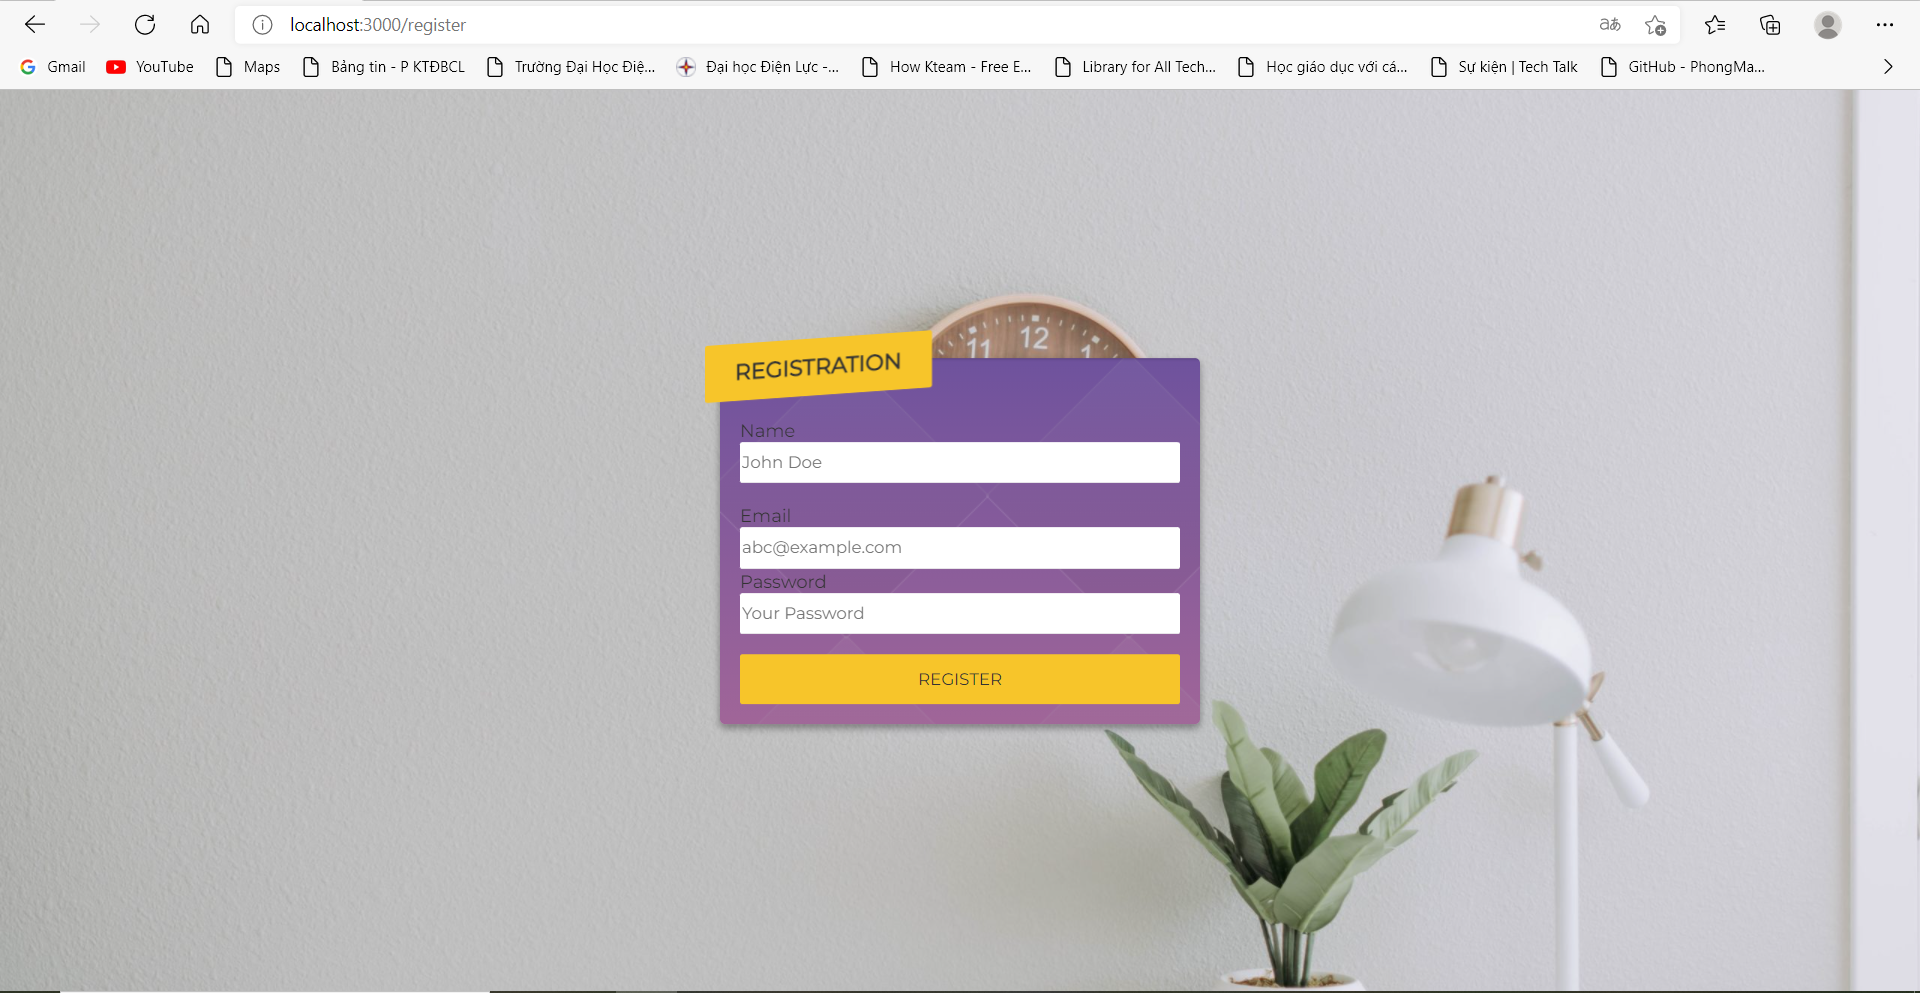 localhost:3000/register
aあ
Gmail YouTube Maps Bảng tin - P KTĐBCL Trường Đại Học Điệ... Đại học Điện Lực -... How Kteam - Free E... Library for All Tech... Học giáo dục với cá... Sự kiện | Tech Talk GitHub - PhongMa...
11 12 1
REGISTRATION
Name
John Doe
Email
abc@example.com
Password
Your Password
REGISTER